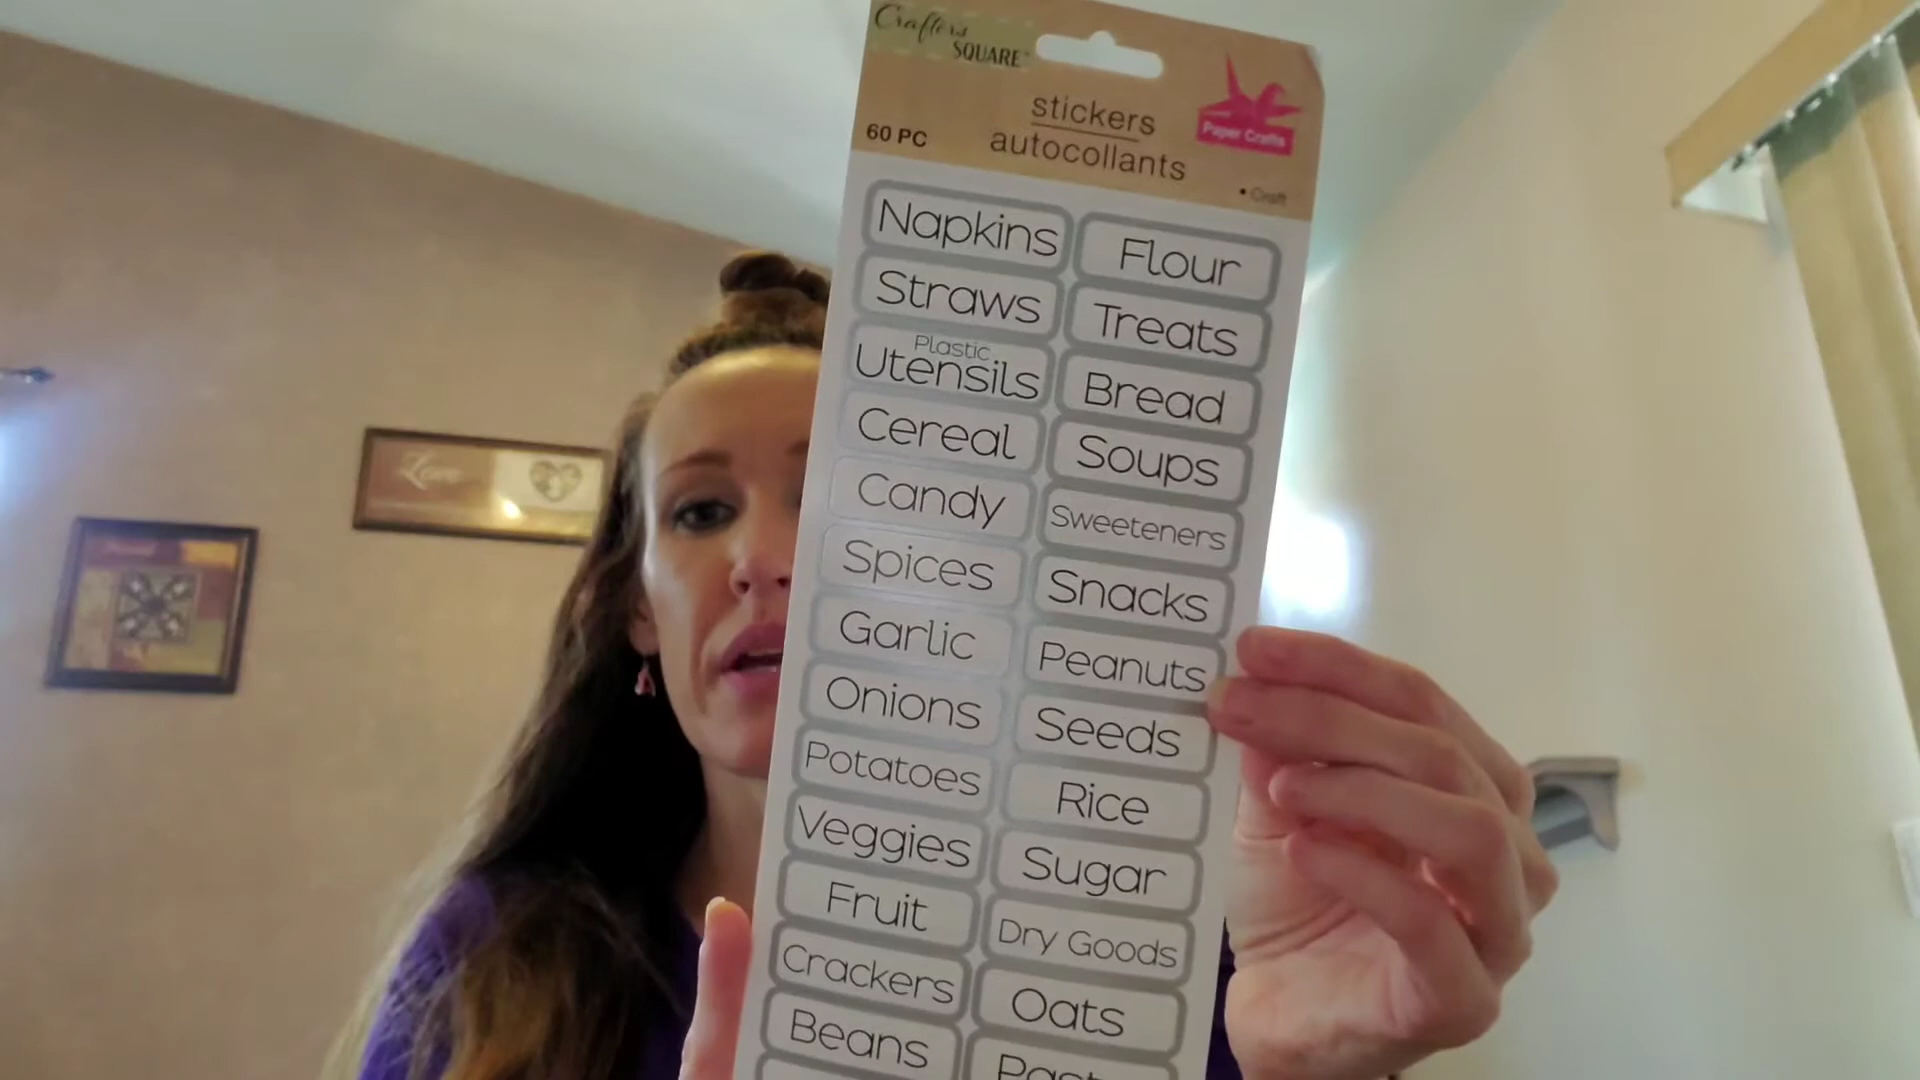 Crafters
SQUARE
stickers
autocollants
60 PC
Paper Crafts
• Craft
Napkins
Flour
Straws
Treats
Plastic
Utensils
Bread
Cereal
Soups
Candy
Sweeteners
Spices
Snacks
Garlic
Peanuts
Onions
Seeds
Potatoes
Rice
Veggies
Sugar
Fruit
Dry Goods
Crackers
Oats
Beans
Love